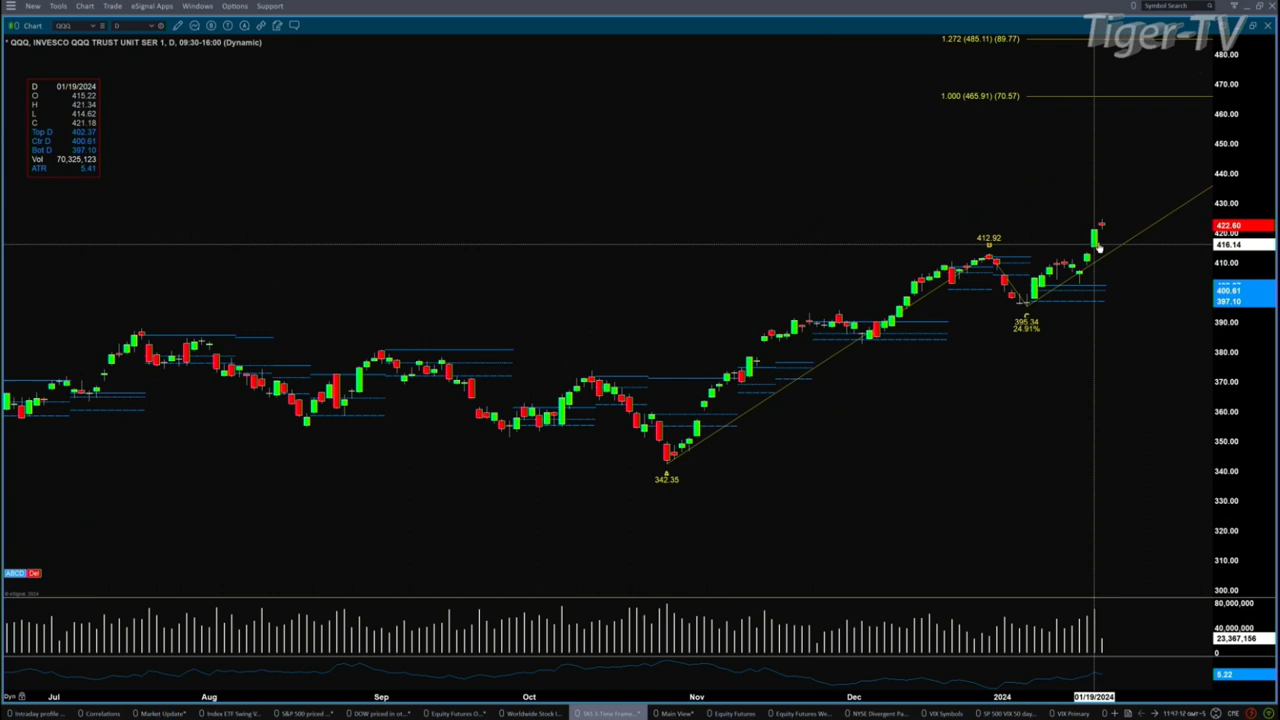 New Tools Chart Trade eSignal Apps Windows Options Support
Symbol Search
Chart QQQ D
Tiger-TV
* QQQ, INVESCO QQQ TRUST UNIT SER 1, D, 09:30-16:00 (Dynamic)
1.272 (485.11) (89.77)
480.00
D 01/19/2024
O 415.22
H 421.34
L 414.62
C 421.18
Top D 402.37
Ctr D 400.61
Bot D 397.10
Vol 70,325,123
ATR 5.41
470.00
1.000 (465.91) (70.57)
460.00
450.00
440.00
430.00
422.60
420.00
416.14
412.92
410.00
400.61
397.10
395.34
24.91%
390.00
380.00
370.00
360.00
350.00
340.00
342.35
330.00
320.00
310.00
300.00
ABCD Del
© eSignal, 2024
80,000,000
40,000,000
23,367,156
0
5.22
Dyn Jul Aug Sep Oct Nov Dec 2024 01/19/2024
Intraday profile ... Correlations Market Update* Index ETF Swing V... S&P 500 priced ...* DOW priced in ot... Equity Futures O...* Worldwide Stock I... Main View* Equity Futures Equity Futures We... NYSE Divergent P... VIX Symbols SP 500 VIX 50 day... VIX Primary